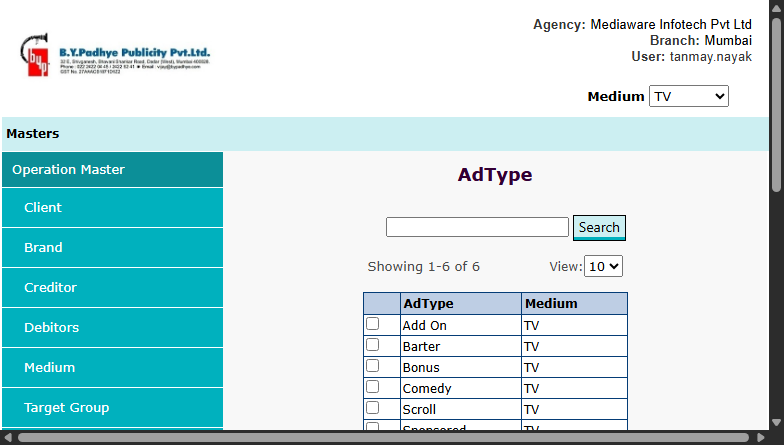 Agency: Mediaware Infotech Pvt Ltd
Branch: Mumbai
User: tanmay.nayak
B.Y.Padhye Publicity Pvt.Ltd.
Medium TV
Masters
Operation Master
Client
Brand
Creditor
Debitors
Medium
Target Group
AdType
Search
Showing 1-6 of 6 View: 10
AdType Medium
Add On TV
Barter TV
Bonus TV
Comedy TV
Scroll TV
Sponsored TV